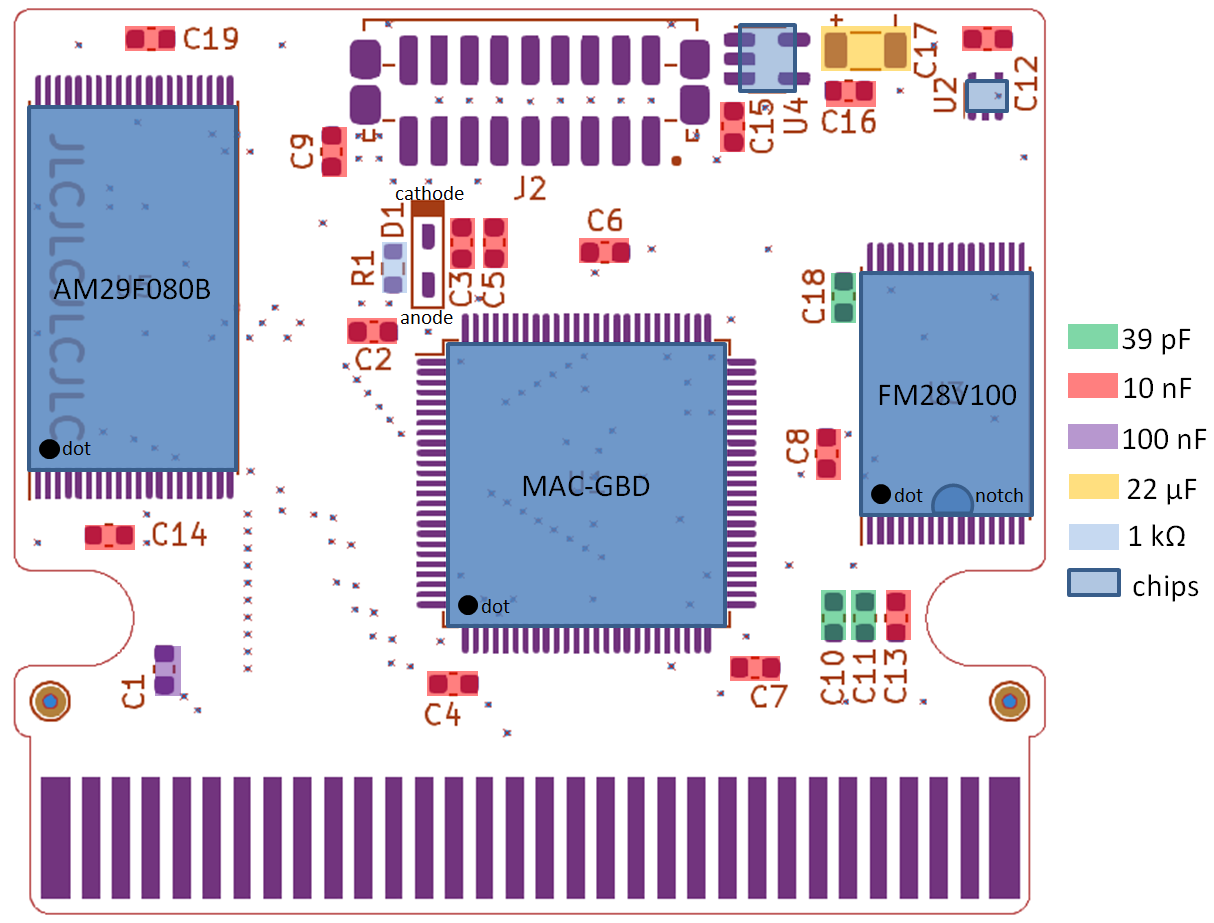 C19
+ -
C17
U2
C12
C15
U4
C16
C9
J2
cathode
D1
R1
C3
C5
C6
anode
C2
JLCJLCJLCJLC
AM29F080B
dot
C18
FM28V100
dot
notch
C8
MAC-GBD
U1
dot
C14
C1
C4
C7
C10
C11
C13
39 pF
10 nF
100 nF
22 µF
1 kΩ
chips